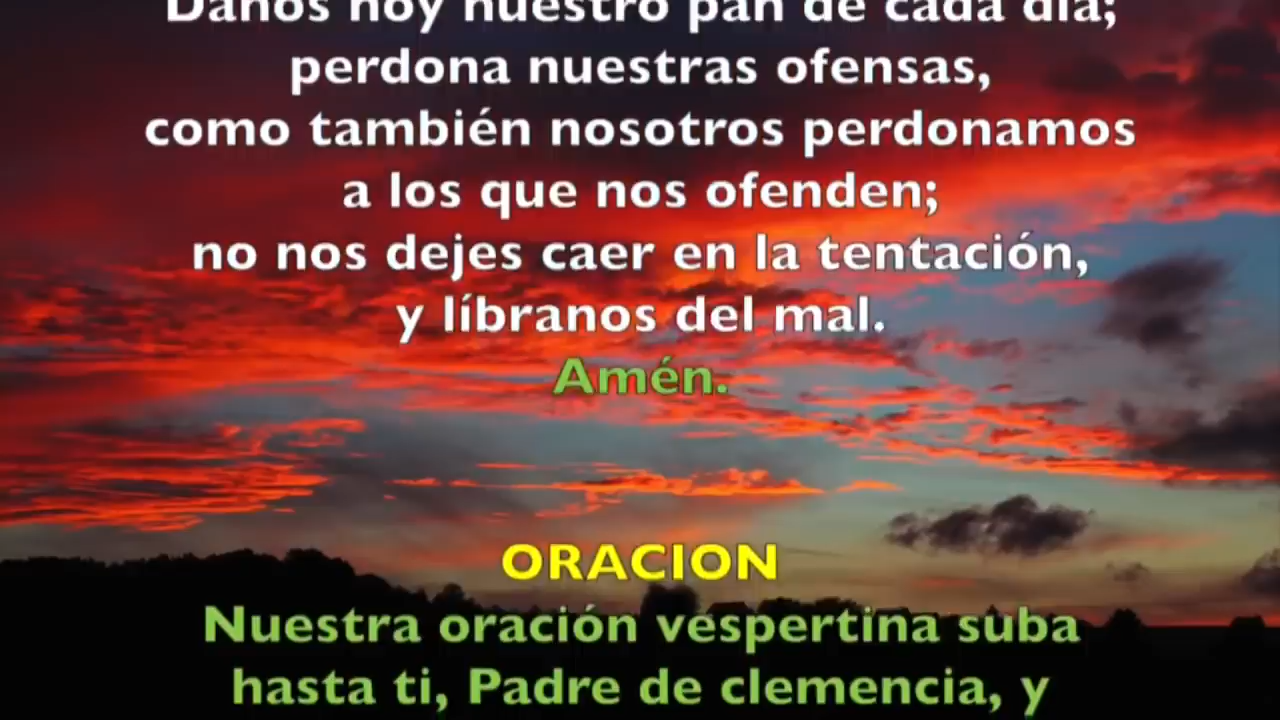 Danos hoy nuestro pan de cada día;
perdona nuestras ofensas,
como también nosotros perdonamos
a los que nos ofenden;
no nos dejes caer en la tentación,
y líbranos del mal.
Amén.
ORACION
Nuestra oración vespertina suba
hasta ti, Padre de clemencia, y